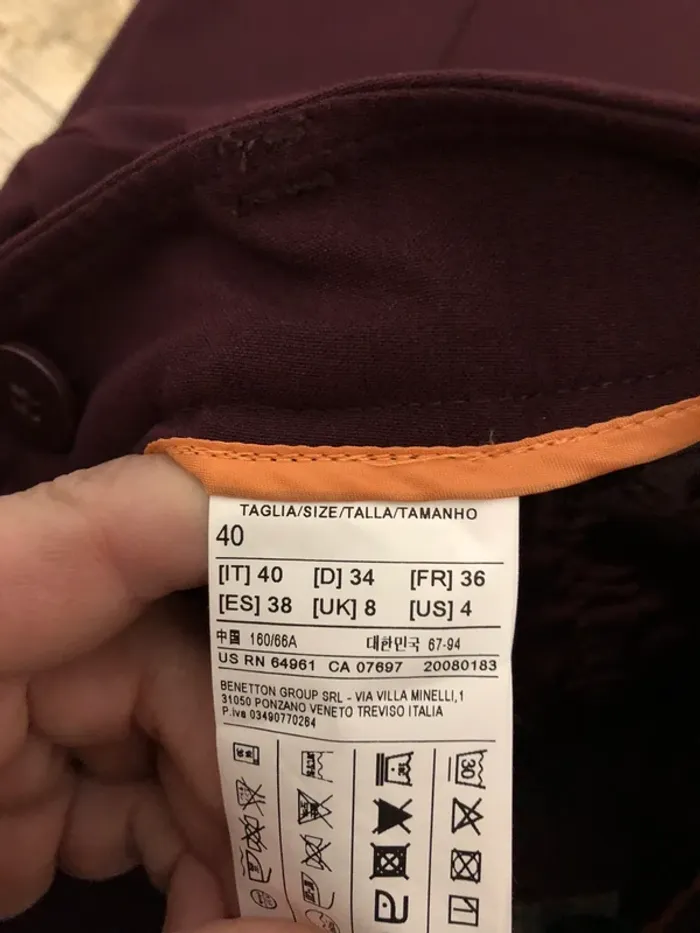 TAGLIA/SIZE/TALLA/TAMANHO
40
[IT] 40 [D] 34 [FR] 36
[ES] 38 [UK] 8 [US] 4
中国 160/66A 대한민국 67-94
US RN 64961 CA 07697 20080183
BENETTON GROUP SRL - VIA VILLA MINELLI,1
31050 PONZANO VENETO TREVISO ITALIA
P.iva 03490770264
30